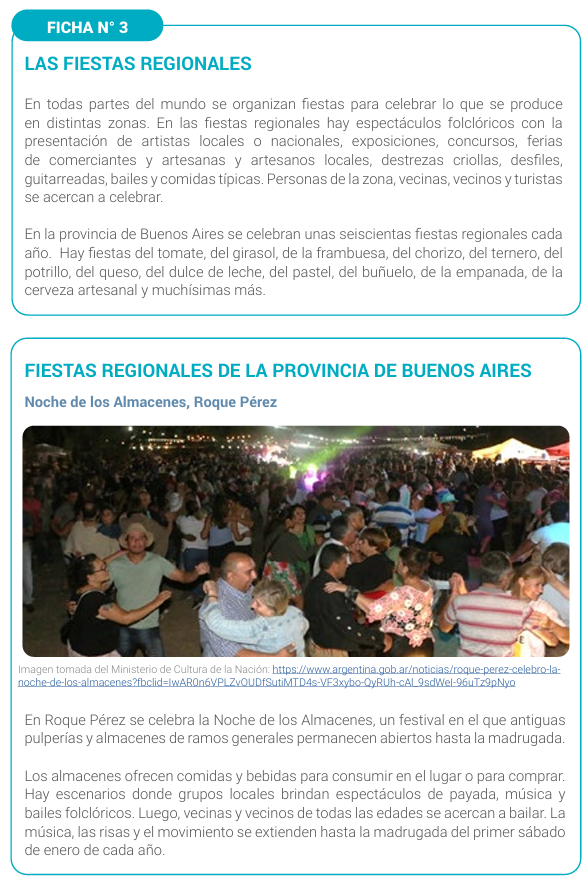 FICHA N° 3
LAS FIESTAS REGIONALES
En todas partes del mundo se organizan fiestas para celebrar lo que se produce
en distintas zonas. En las fiestas regionales hay espectáculos folclóricos con la
presentación de artistas locales o nacionales, exposiciones, concursos, ferias
de comerciantes y artesanas y artesanos locales, destrezas criollas, desfiles,
guitarreadas, bailes y comidas típicas. Personas de la zona, vecinas, vecinos y turistas
se acercan a celebrar.
En la provincia de Buenos Aires se celebran unas seiscientas fiestas regionales cada
año. Hay fiestas del tomate, del girasol, de la frambuesa, del chorizo, del ternero, del
potrillo, del queso, del dulce de leche, del pastel, del buñuelo, de la empanada, de la
cerveza artesanal y muchísimas más.
FIESTAS REGIONALES DE LA PROVINCIA DE BUENOS AIRES
Noche de los Almacenes, Roque Pérez
Imagen tomada del Ministerio de Cultura de la Nación: https://www.argentina.gob.ar/noticias/roque-perez-celebro-la-
noche-de-los-almacenes?fbclid=IwAR0n6VPLZvOUDfSutiMTD4s-VF3xybo-QyRUh-cAl_9sdWeI-96uTz9pNyo
En Roque Pérez se celebra la Noche de los Almacenes, un festival en el que antiguas
pulperías y almacenes de ramos generales permanecen abiertos hasta la madrugada.
Los almacenes ofrecen comidas y bebidas para consumir en el lugar o para comprar.
Hay escenarios donde grupos locales brindan espectáculos de payada, música y
bailes folclóricos. Luego, vecinas y vecinos de todas las edades se acercan a bailar. La
música, las risas y el movimiento se extienden hasta la madrugada del primer sábado
de enero de cada año.